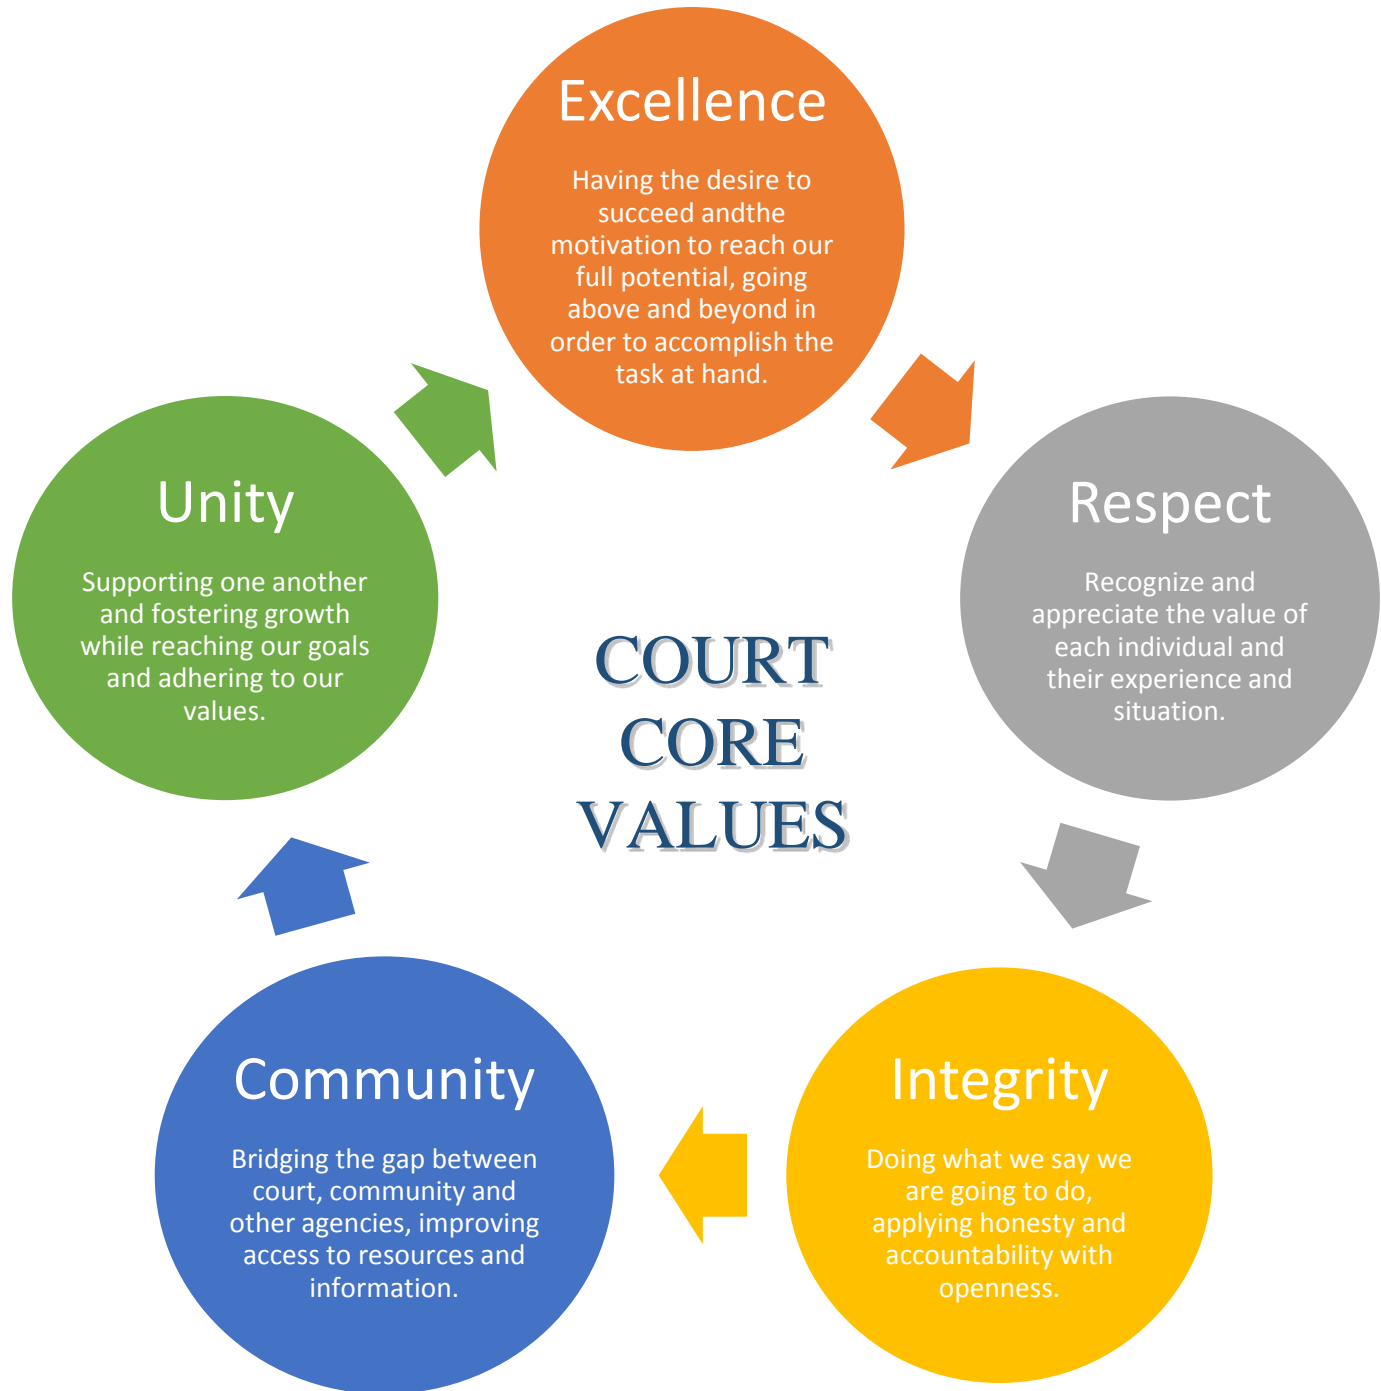 Excellence
Having the desire to
succeed andthe
motivation to reach our
full potential, going
above and beyond in
order to accomplish the
task at hand.
Respect
Recognize and
appreciate the value of
each individual and
their experience and
situation.
Integrity
Doing what we say we
are going to do,
applying honesty and
accountability with
openness.
Community
Bridging the gap between
court, community and
other agencies, improving
access to resources and
information.
Unity
Supporting one another
and fostering growth
while reaching our goals
and adhering to our
values.
COURT
CORE
VALUES